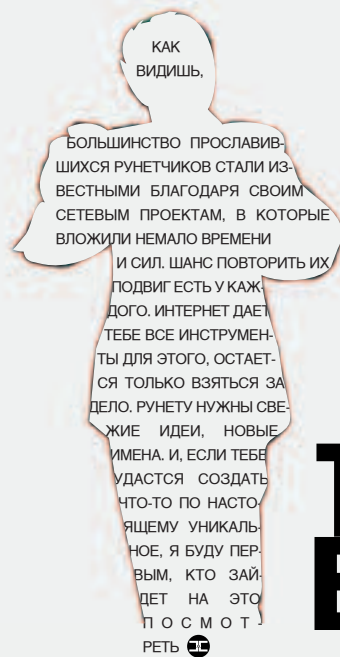 КАК
ВИДИШЬ,
БОЛЬШИНСТВО ПРОСЛАВИВ-
ШИХСЯ РУНЕТЧИКОВ СТАЛИ ИЗ-
ВЕСТНЫМИ БЛАГОДАРЯ СВОИМ
СЕТЕВЫМ ПРОЕКТАМ, В КОТОРЫЕ
ВЛОЖИЛИ НЕМАЛО ВРЕМЕНИ
И СИЛ. ШАНС ПОВТОРИТЬ ИХ
ПОДВИГ ЕСТЬ У КАЖ-
ДОГО. ИНТЕРНЕТ ДАЕТ
ТЕБЕ ВСЕ ИНСТРУМЕН-
ТЫ ДЛЯ ЭТОГО, ОСТАЕТ-
СЯ ТОЛЬКО ВЗЯТЬСЯ ЗА
ДЕЛО. РУНЕТУ НУЖНЫ СВЕ-
ЖИЕ ИДЕИ, НОВЫЕ
ИМЕНА. И, ЕСЛИ ТЕБЕ
УДАСТСЯ СОЗДАТЬ
ЧТО-ТО ПО НАСТО-
ЯЩЕМУ УНИКАЛЬ-
НОЕ, Я БУДУ ПЕР-
ВЫМ, КТО ЗАЙ-
ДЕТ НА ЭТО
ПОСМОТ-
РЕТЬ